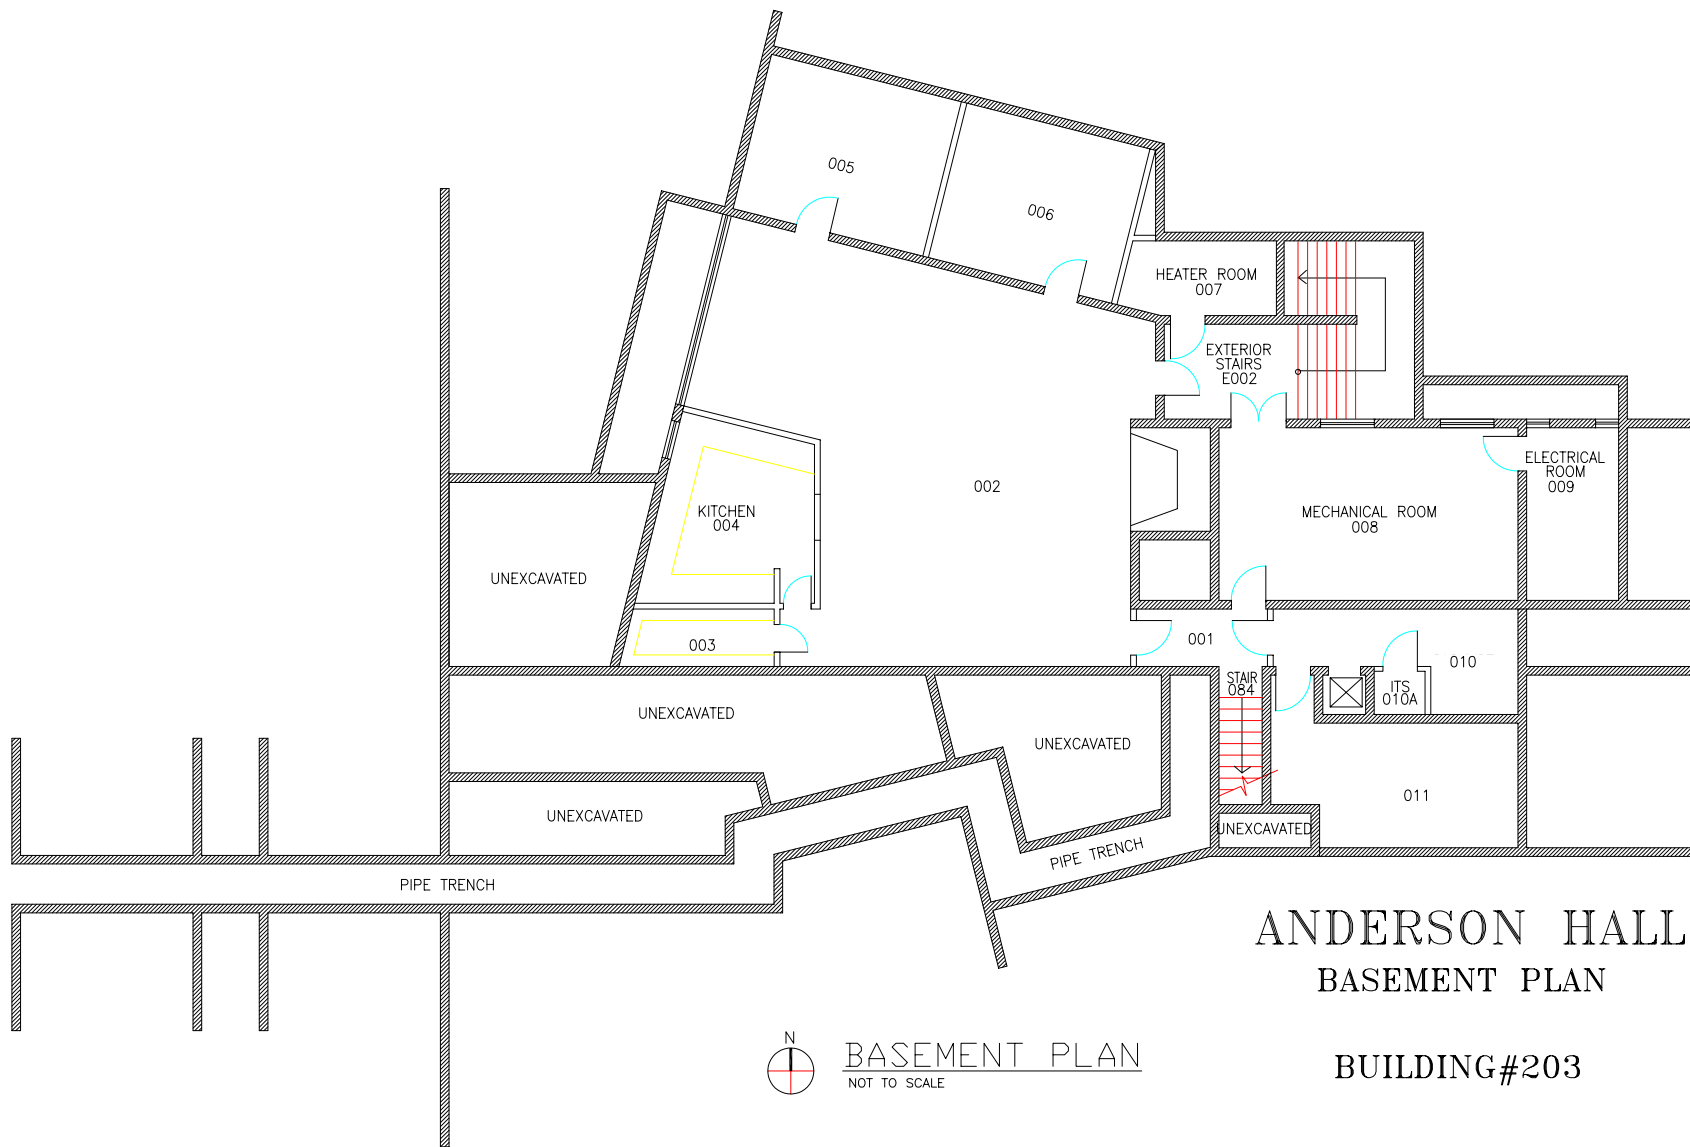 005
006
HEATER ROOM
007
EXTERIOR
STAIRS
E002
ELECTRICAL
ROOM
009
002
KITCHEN
004
MECHANICAL ROOM
008
UNEXCAVATED
003
001
010
STAIR
084
ITS
010A
UNEXCAVATED
UNEXCAVATED
011
UNEXCAVATED
UNEXCAVATED
PIPE TRENCH
PIPE TRENCH
ANDERSON HALL
BASEMENT PLAN
BUILDING#203
N
BASEMENT PLAN
NOT TO SCALE